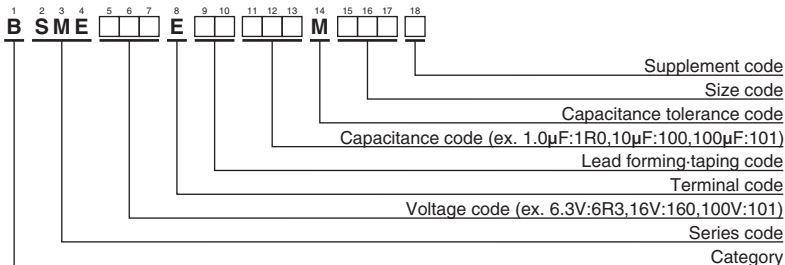 1 2 3 4 5 6 7 8 9 10 11 12 13 14 15 16 17 18
B SME E M
Supplement code
Size code
Capacitance tolerance code
Capacitance code (ex. 1.0μF:1R0,10μF:100,100μF:101)
Lead forming·taping code
Terminal code
Voltage code (ex. 6.3V:6R3,16V:160,100V:101)
Series code
Category